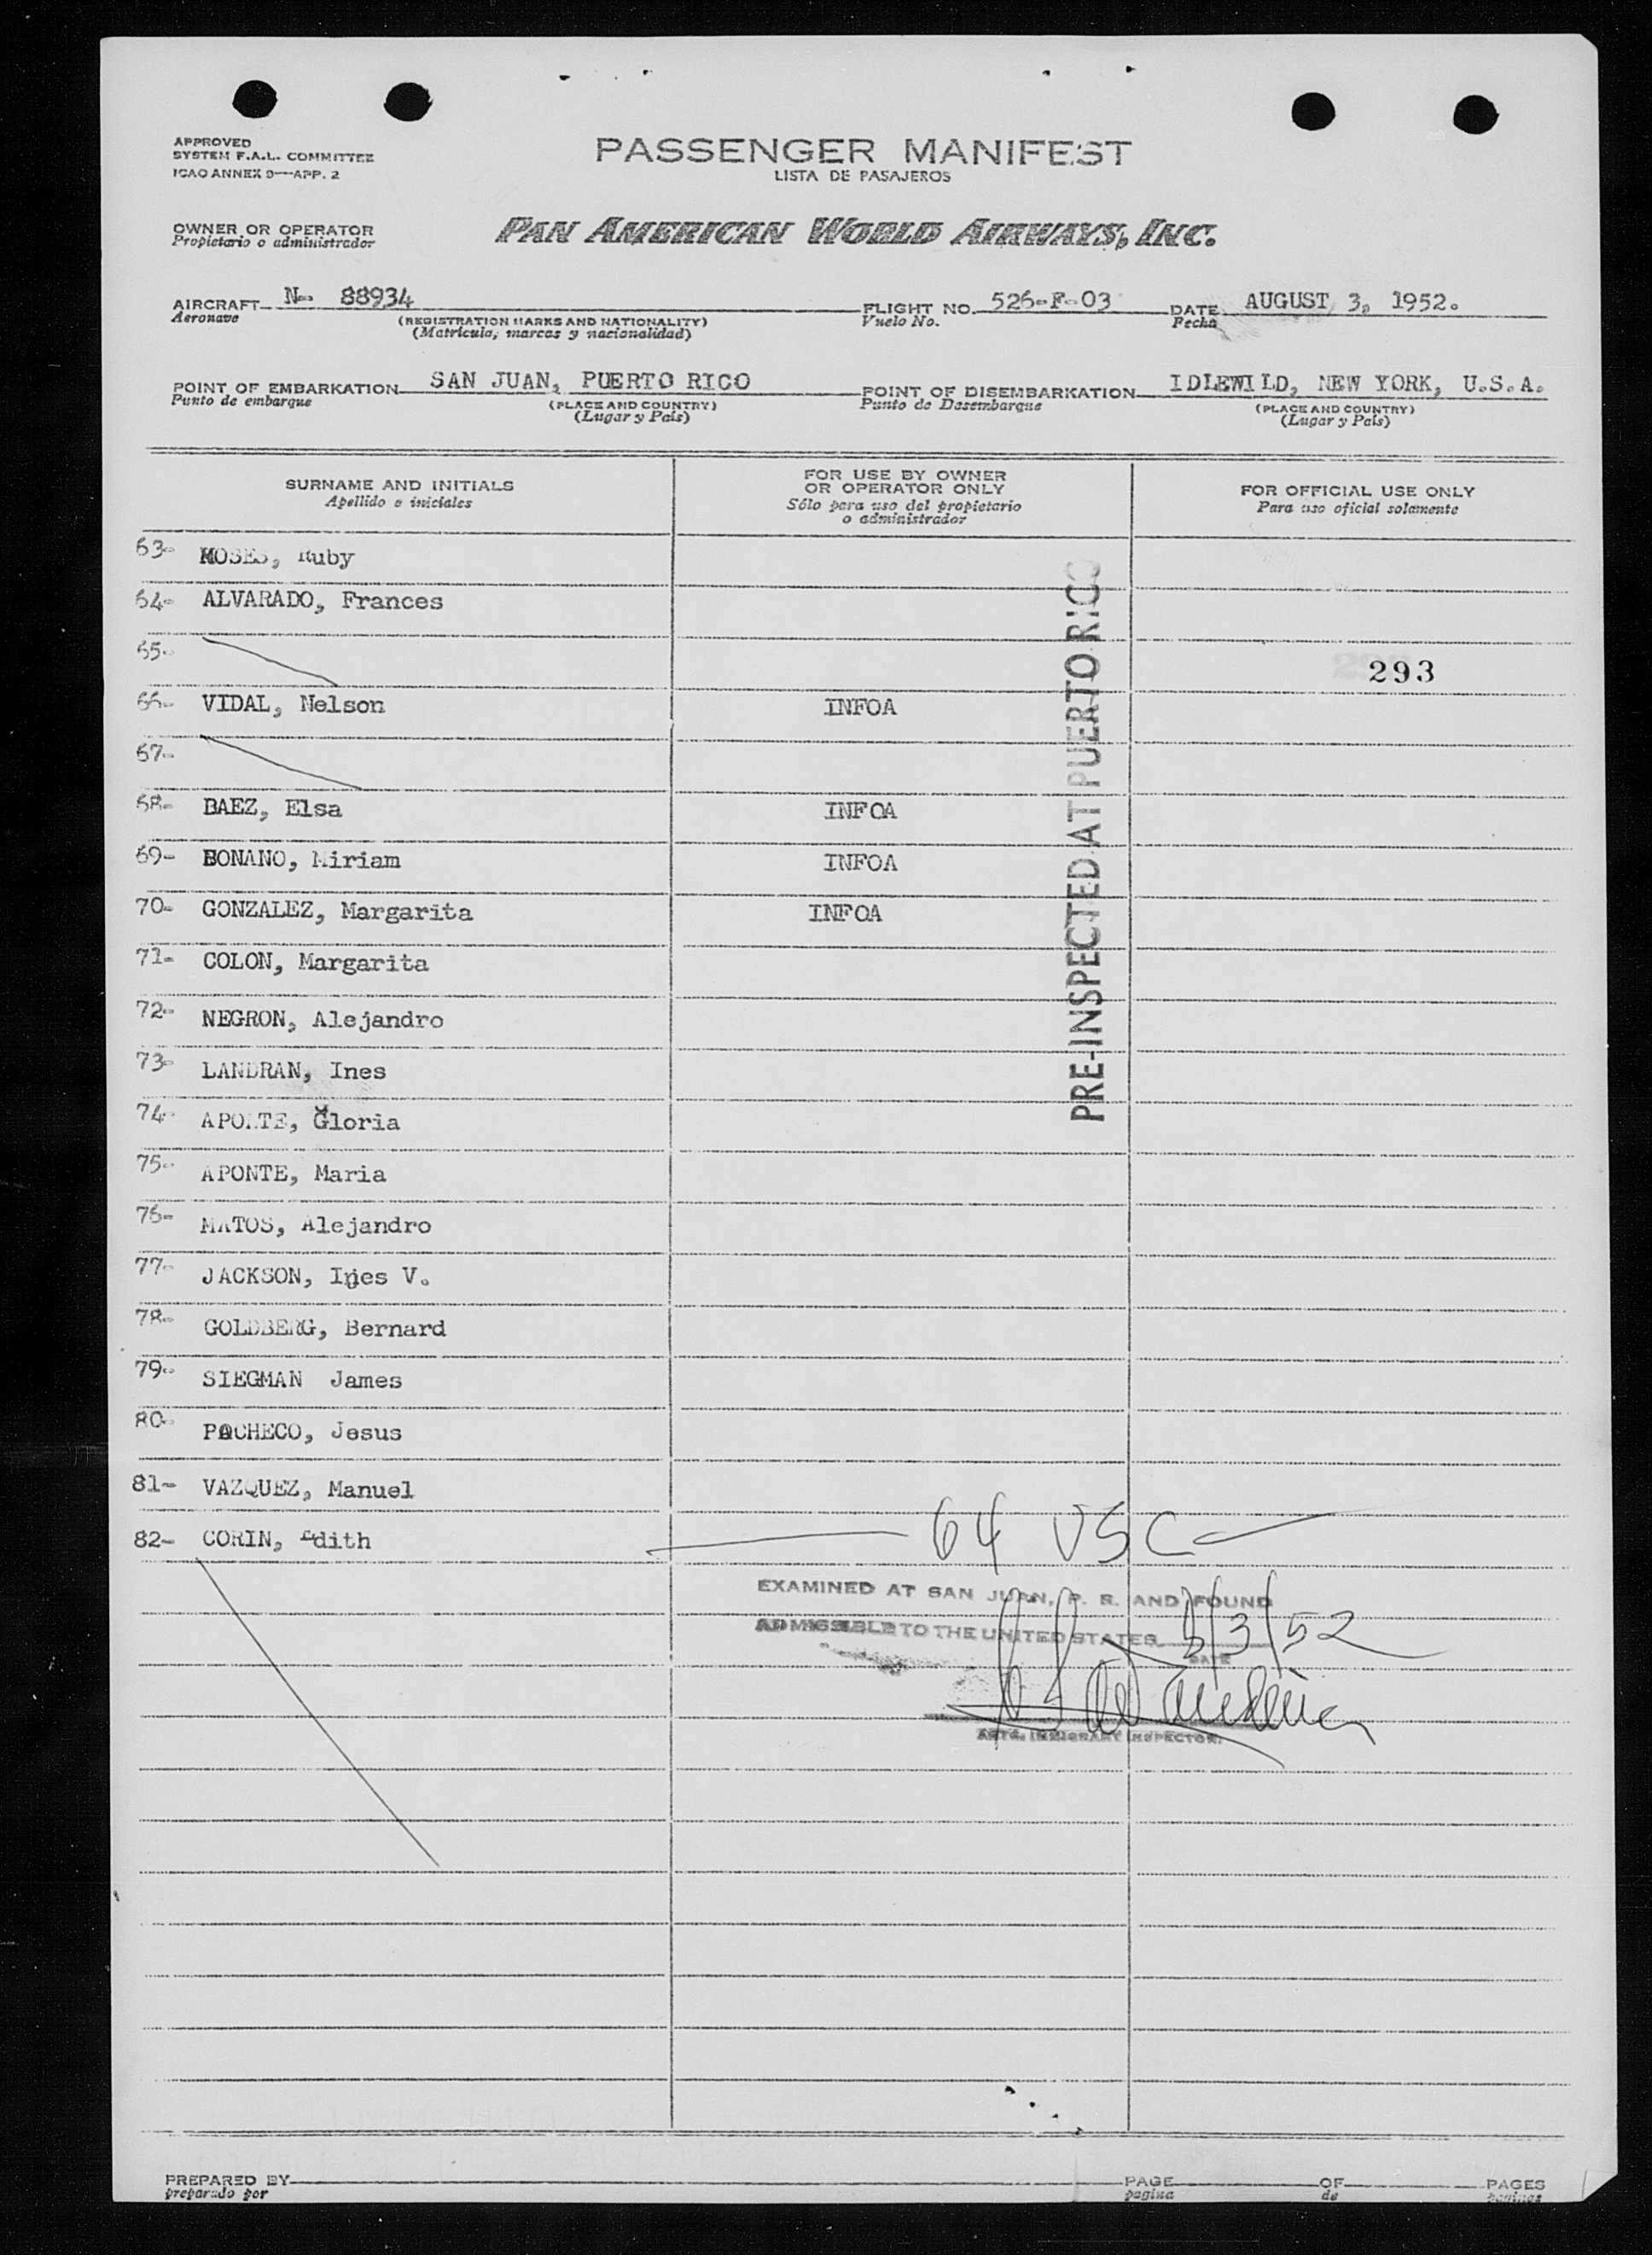 APPROVED
SYSTEM F.A.L. COMMITTEE
ICAO ANNEX 9—APP. 2
PASSENGER MANIFEST
LISTA DE PASAJEROS
OWNER OR OPERATOR
Propietario o administrador
PAN AMERICAN WORLD AIRWAYS, INC.
AIRCRAFT N- 88934 FLIGHT NO. 526-F-03 DATE AUGUST 3, 1952.
Aeronave (REGISTRATION MARKS AND NATIONALITY) Vuelo No. Fecha
(Matrícula, marcas y nacionalidad)
POINT OF EMBARKATION SAN JUAN, PUERTO RICO POINT OF DISEMBARKATION IDLEWILD, NEW YORK, U.S.A.
Punto de embarque (PLACE AND COUNTRY) Punto de Desembarque (PLACE AND COUNTRY)
(Lugar y País) (Lugar y País)
SURNAME AND INITIALS
Apellido e iniciales
FOR USE BY OWNER
OR OPERATOR ONLY
Sólo para uso del propietario
o administrador
FOR OFFICIAL USE ONLY
Para uso oficial solamente
63- MOSES, Ruby
64- ALVARADO, Frances
65-
293
66- VIDAL, Nelson INFOA
67-
68- BAEZ, Elsa INFOA
69- BONANO, Miriam INFOA
70- GONZALEZ, Margarita INFOA
71- COLON, Margarita
72- NEGRON, Alejandro
73- LANDRAN, Ines
74- APONTE, Gloria
75- APONTE, Maria
76- MATOS, Alejandro
77- JACKSON, Ines V.
78- GOLDBERG, Bernard
79- SIEGMAN James
80- PACHECO, Jesus
81- VAZQUEZ, Manuel
82- CORIN, Edith
PRE-INSPECTED AT PUERTO RICO
64 USC
EXAMINED AT SAN JUAN, P. R. AND FOUND
ADMISSIBLE TO THE UNITED STATES 8/3/52
DATE
IMMIGRANT INSPECTOR
PREPARED BY PAGE OF PAGES
preparado por pagina de paginas